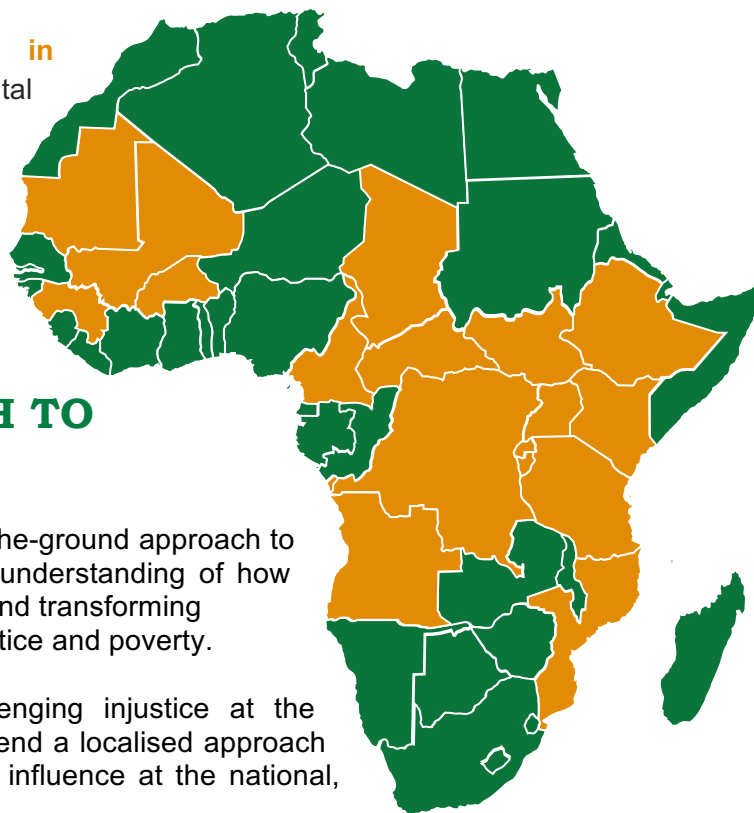 in
tal
H TO
he-ground approach to
understanding of how
nd transforming
tice and poverty.
enging injustice at the
end a localised approach
influence at the national,